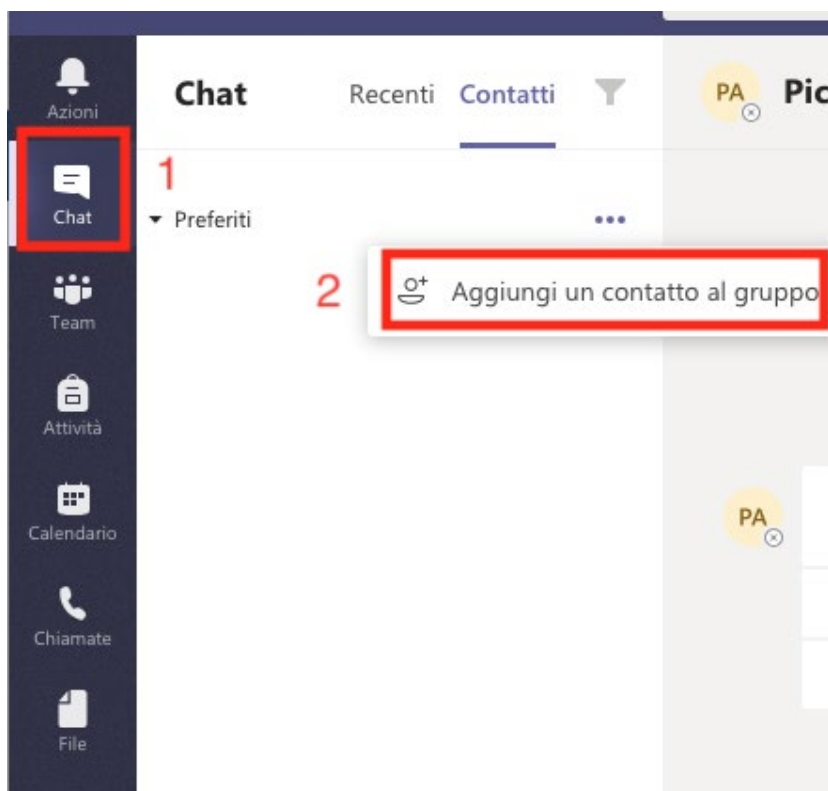 Azioni
Chat
Team
Attività
Calendario
Chiamate
File
Chat Recenti Contatti
1
Preferiti
2 Aggiungi un contatto al gruppo
PA Pic
PA